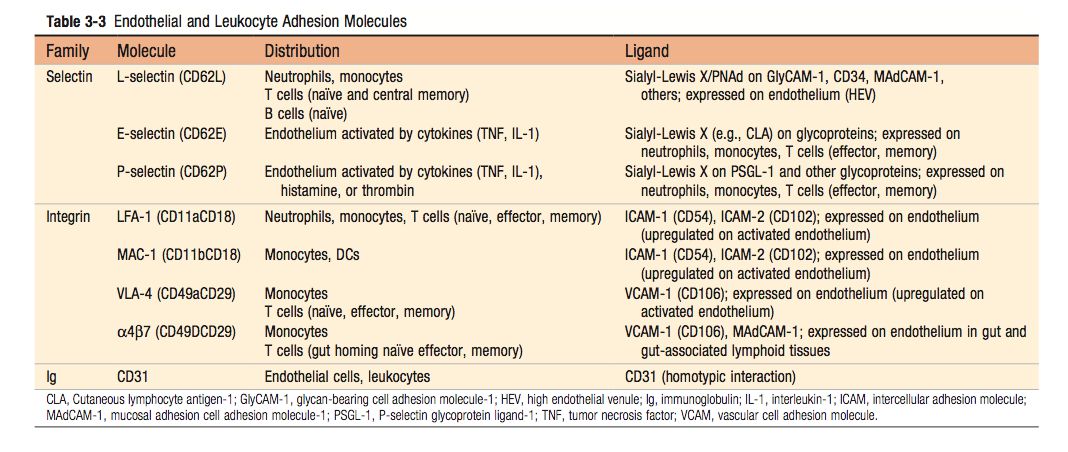 Table 3-3 Endothelial and Leukocyte Adhesion Molecules
Family Molecule Distribution Ligand
Selectin L-selectin (CD62L) Neutrophils, monocytes Sialyl-Lewis X/PNAd on GlyCAM-1, CD34, MAdCAM-1,
T cells (naïve and central memory) others; expressed on endothelium (HEV)
B cells (naïve)
E-selectin (CD62E) Endothelium activated by cytokines (TNF, IL-1) Sialyl-Lewis X (e.g., CLA) on glycoproteins; expressed on
neutrophils, monocytes, T cells (effector, memory)
P-selectin (CD62P) Endothelium activated by cytokines (TNF, IL-1), Sialyl-Lewis X on PSGL-1 and other glycoproteins; expressed on
histamine, or thrombin neutrophils, monocytes, T cells (effector, memory)
Integrin LFA-1 (CD11aCD18) Neutrophils, monocytes, T cells (naïve, effector, memory) ICAM-1 (CD54), ICAM-2 (CD102); expressed on endothelium
(upregulated on activated endothelium)
MAC-1 (CD11bCD18) Monocytes, DCs ICAM-1 (CD54), ICAM-2 (CD102); expressed on endothelium
(upregulated on activated endothelium)
VLA-4 (CD49aCD29) Monocytes VCAM-1 (CD106); expressed on endothelium (upregulated on
T cells (naïve, effector, memory) activated endothelium)
α4β7 (CD49DCD29) Monocytes VCAM-1 (CD106), MAdCAM-1; expressed on endothelium in gut and
T cells (gut homing naïve effector, memory) gut-associated lymphoid tissues
Ig CD31 Endothelial cells, leukocytes CD31 (homotypic interaction)
CLA, Cutaneous lymphocyte antigen-1; GlyCAM-1, glycan-bearing cell adhesion molecule-1; HEV, high endothelial venule; Ig, immunoglobulin; IL-1, interleukin-1; ICAM, intercellular adhesion molecule;
MAdCAM-1, mucosal adhesion cell adhesion molecule-1; PSGL-1, P-selectin glycoprotein ligand-1; TNF, tumor necrosis factor; VCAM, vascular cell adhesion molecule.